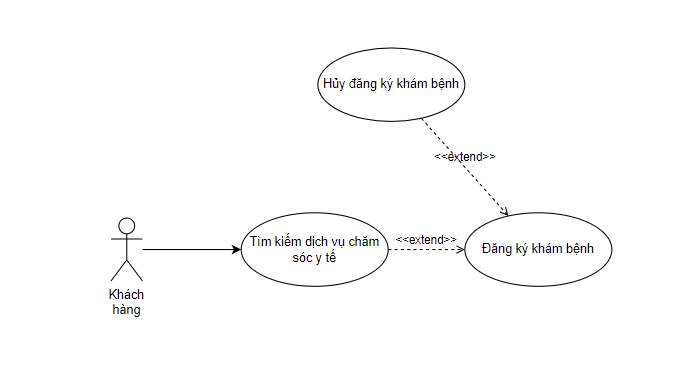 Hủy đăng ký khám bệnh
<<extend>>
Tìm kiếm dịch vụ chăm
sóc y tế
<<extend>>
Đăng ký khám bệnh
Khách
hàng